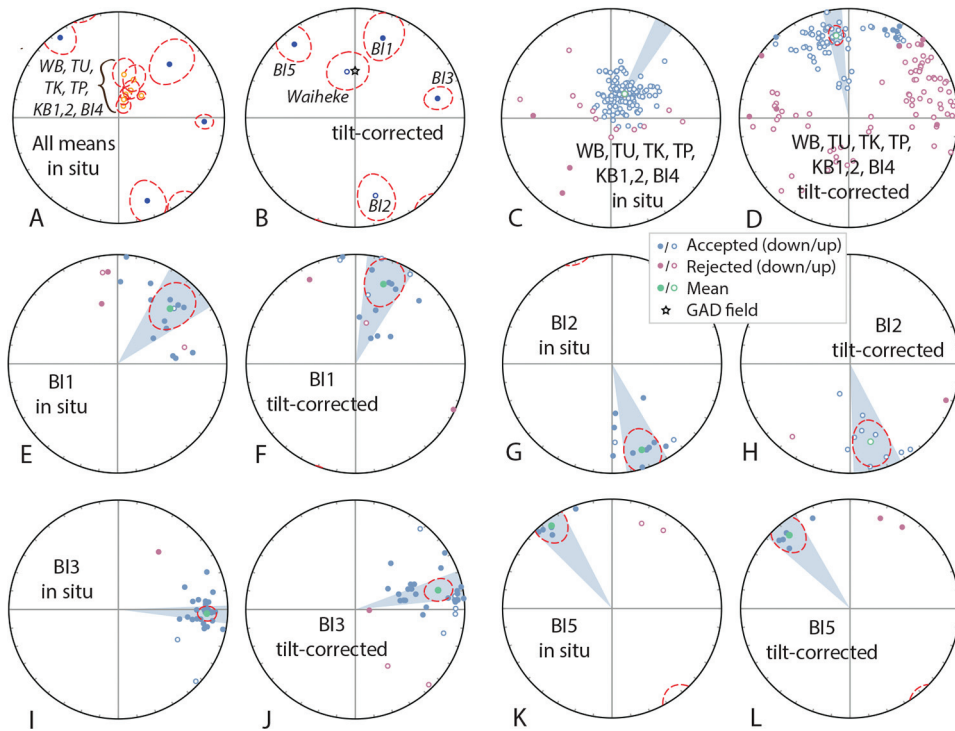 WB, TU,
TK, TP,
KB1,2, BI4
All means
in situ
A
BI5
BI1
Waiheke
BI3
tilt-corrected
BI2
B
WB, TU, TK, TP,
KB1,2, BI4
in situ
C
WB, TU, TK, TP,
KB1,2, BI4
tilt-corrected
D
/ Accepted (down/up)
/ Rejected (down/up)
/ Mean
GAD field
BI1
in situ
E
BI1
tilt-corrected
F
BI2
in situ
G
BI2
tilt-corrected
H
BI3
in situ
I
BI3
tilt-corrected
J
BI5
in situ
K
BI5
tilt-corrected
L